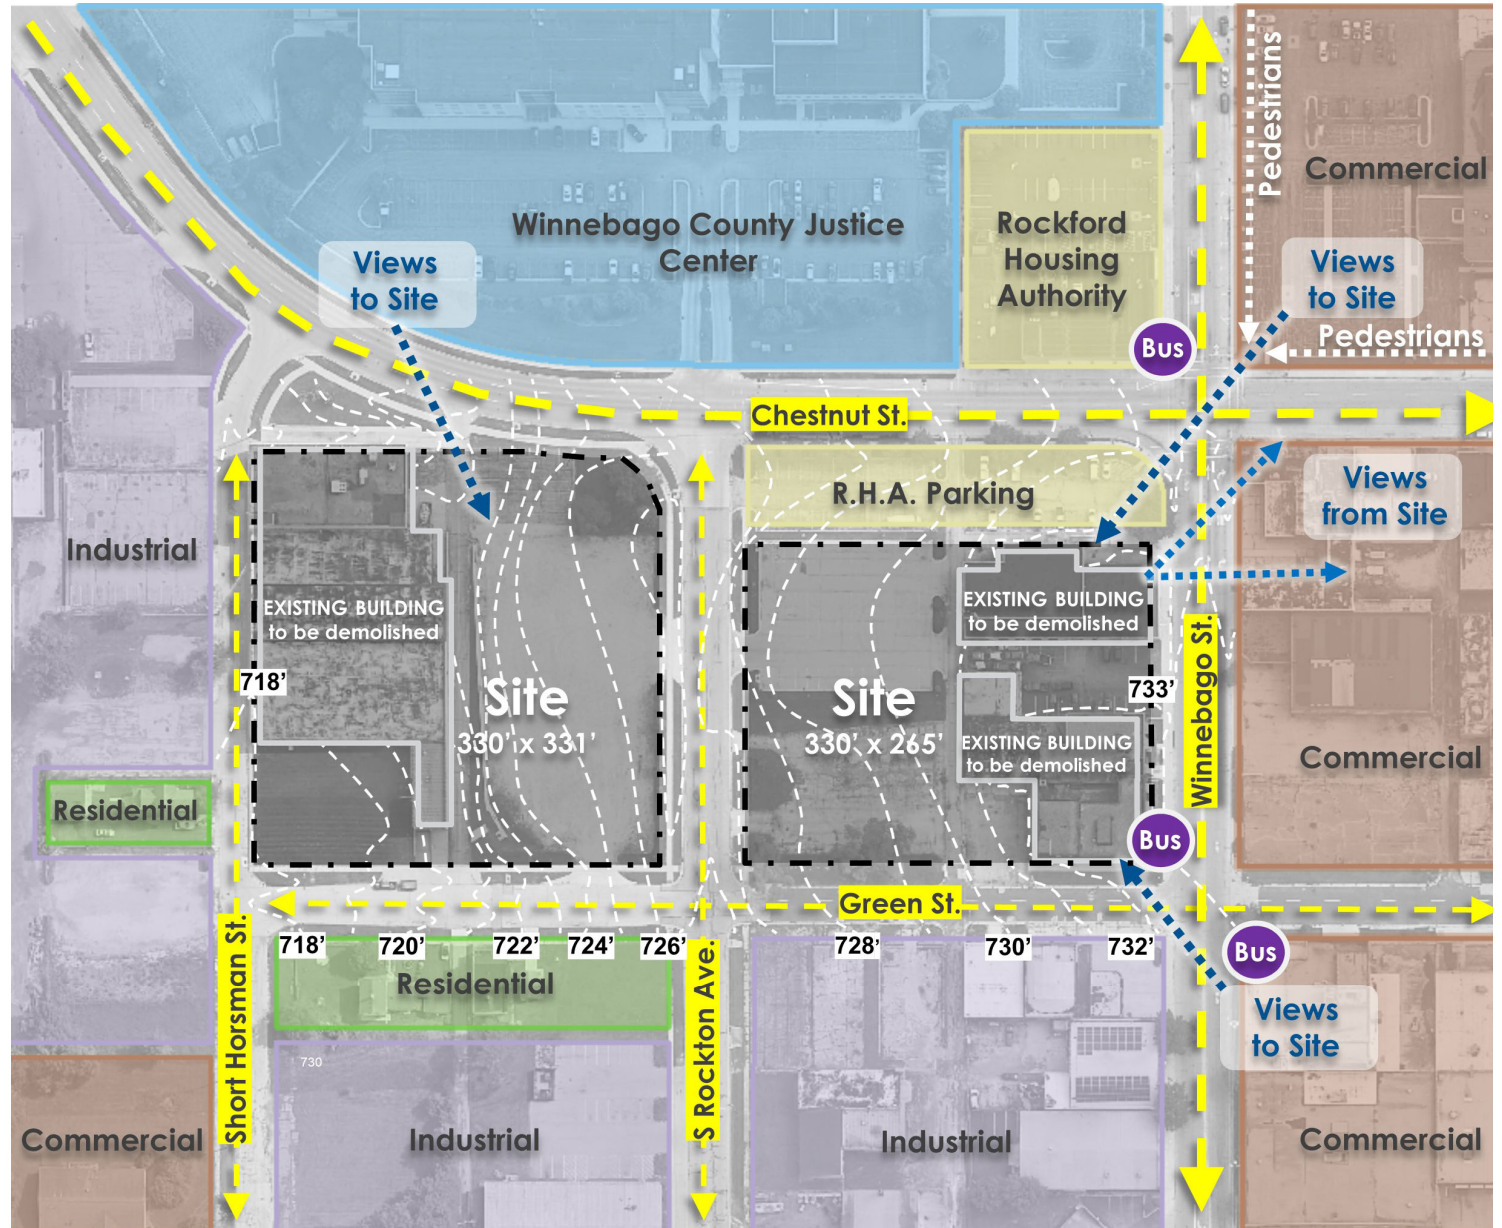 Pedestrians
Commercial
Winnebago County Justice
Center
Rockford
Housing
Authority
Views
to Site
Views
to Site
Bus
Pedestrians
Chestnut St.
Views
from Site
R.H.A. Parking
Industrial
EXISTING BUILDING
to be demolished
EXISTING BUILDING
to be demolished
718'
Site
330' x 331'
Site
330' x 265'
733'
Winnebago St.
EXISTING BUILDING
to be demolished
Commercial
Residential
Bus
Green St.
718'
720'
722'
724'
726'
728'
730'
732'
Bus
Short Horsman St.
Residential
S Rockton Ave.
Views
to Site
730
Commercial
Industrial
Industrial
Commercial